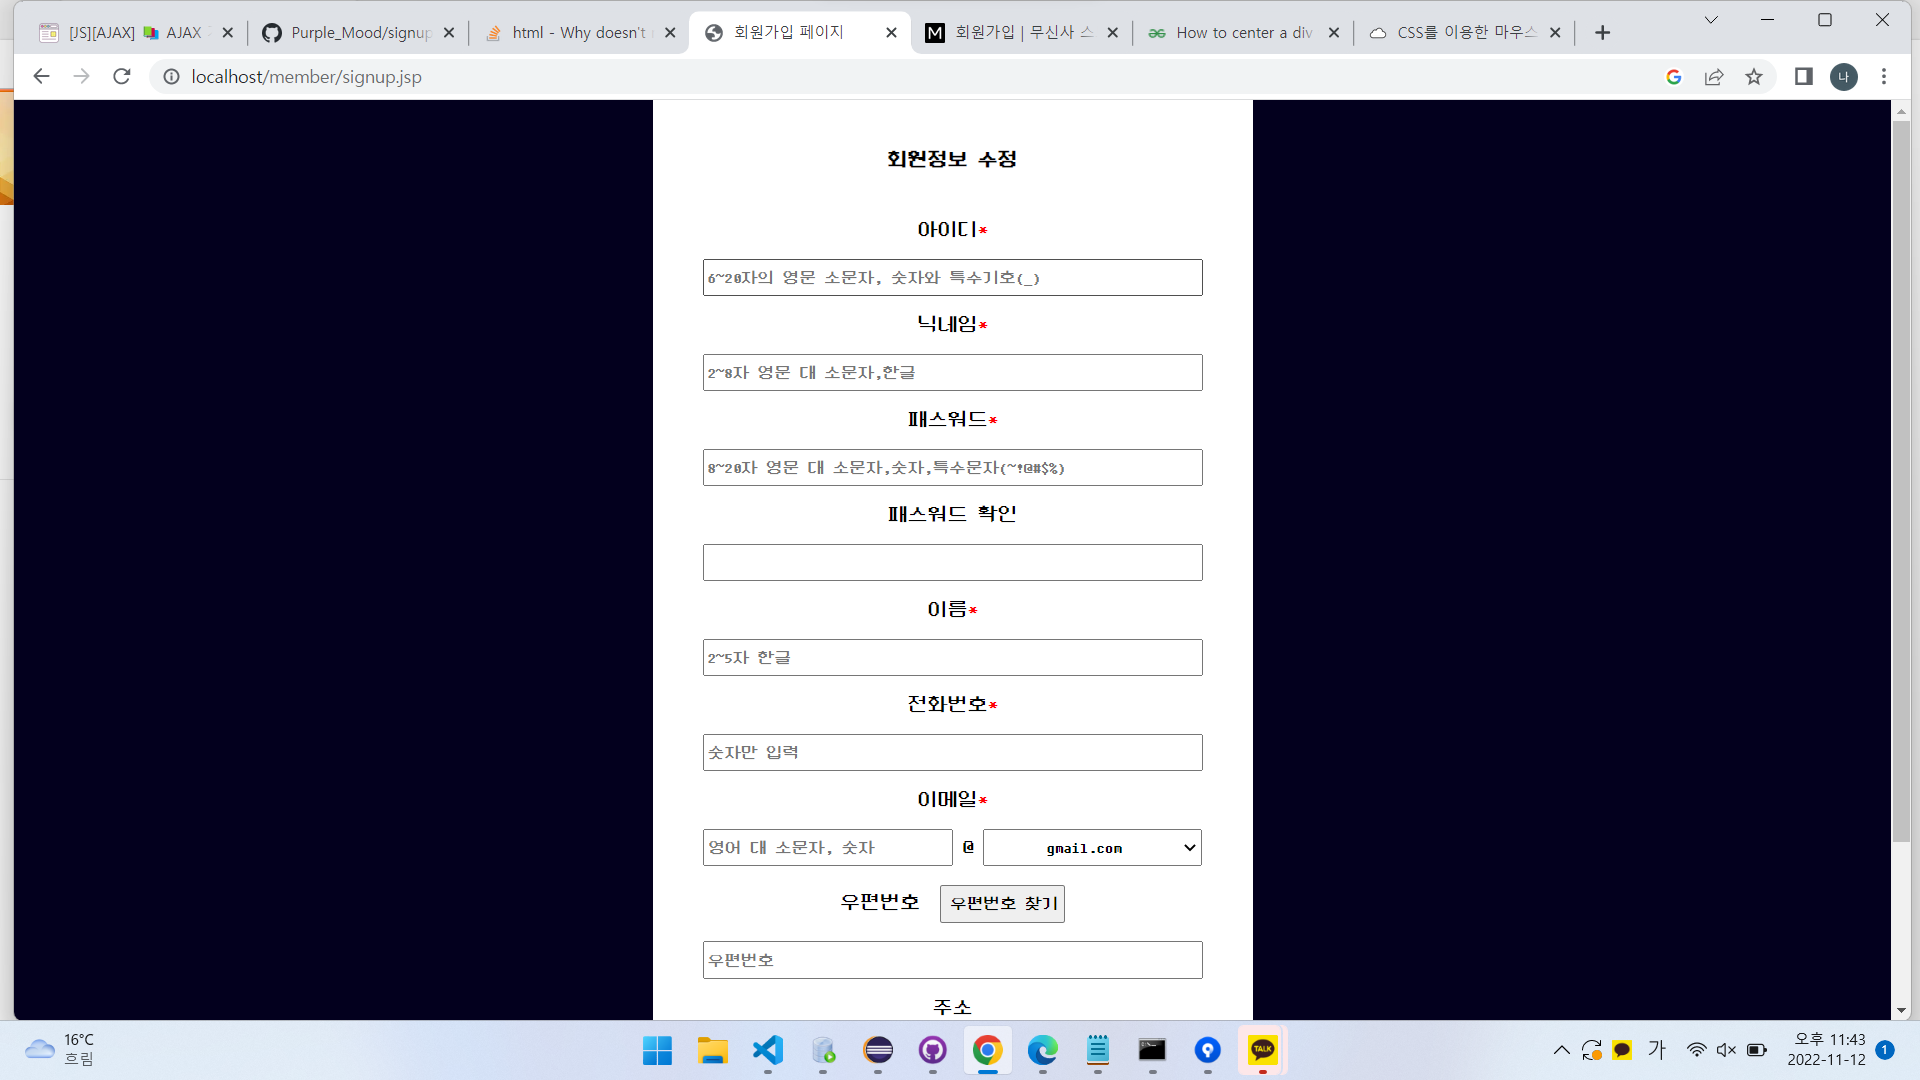 [JS][AJAX] AJAX
Purple_Mood/signup
html - Why doesn't
회원가입 페이지
회원가입 | 무신사 스
How to center a div
CSS를 이용한 마우스
localhost/member/signup.jsp
나
회원정보 수정
아이디*
6~20자의 영문 소문자, 숫자와 특수기호(_)
닉네임*
2~8자 영문 대 소문자,한글
패스워드*
8~20자 영문 대 소문자,숫자,특수문자(~!@#$%)
패스워드 확인
이름*
2~5자 한글
전화번호*
숫자만 입력
이메일*
영어 대 소문자, 숫자 @ gmail.com
우편번호 우편번호 찾기
우편번호
주소
16°C
흐림
TALK
가
오후 11:43
2022-11-12
1